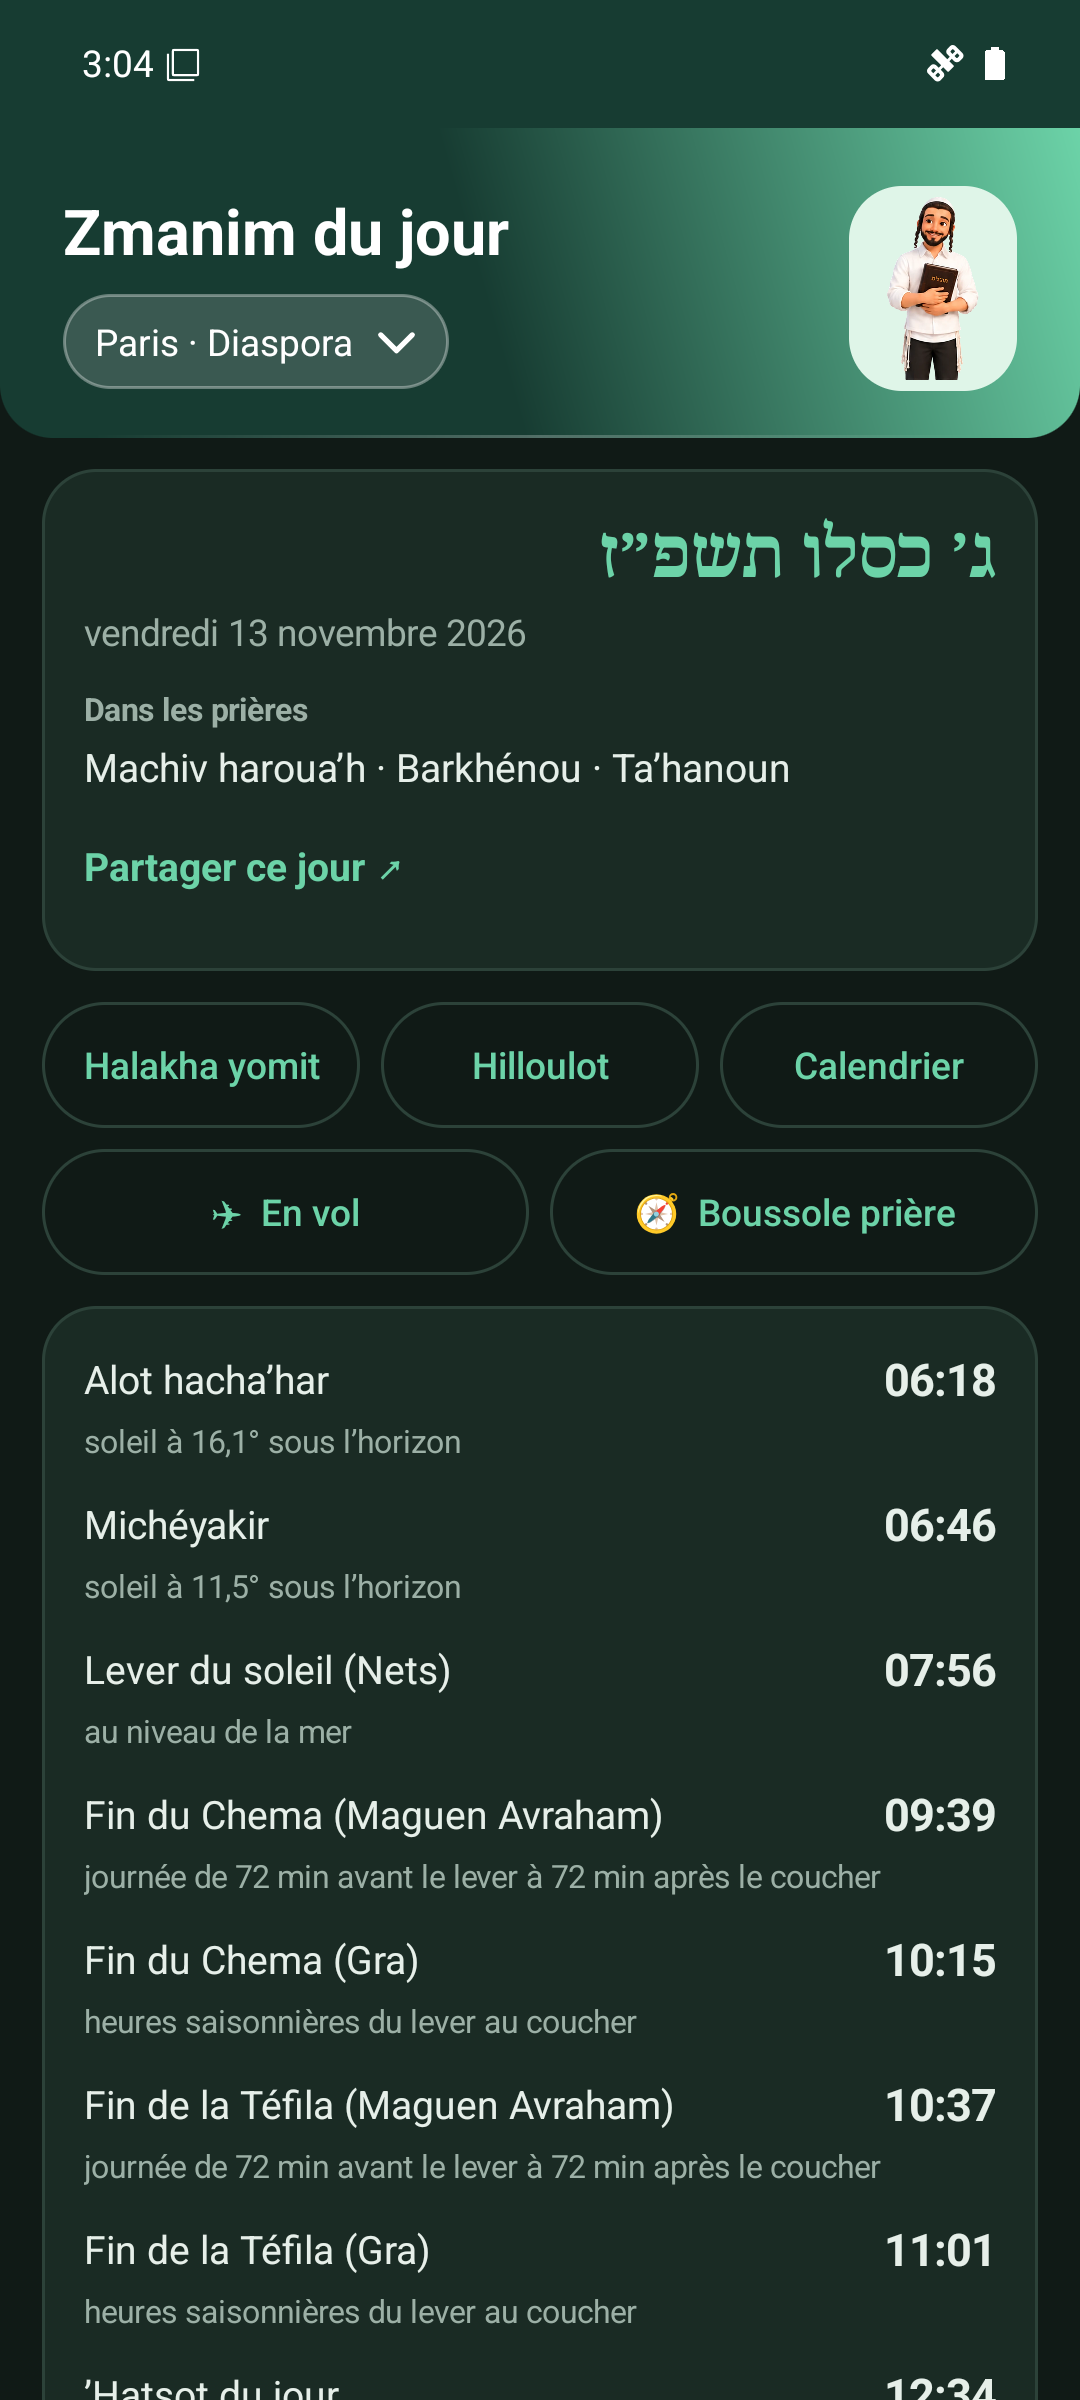 3:04
Zmanim du jour
Paris · Diaspora
ג׳ כסלו תשפ״ז
vendredi 13 novembre 2026
Dans les prières
Machiv haroua’h · Barkhénou · Ta’hanoun
Partager ce jour ↗
Halakha yomit
Hilloulot
Calendrier
✈ En vol
🧭 Boussole prière
Alot hacha’har 06:18
soleil à 16,1° sous l’horizon
Michéyakir 06:46
soleil à 11,5° sous l’horizon
Lever du soleil (Nets) 07:56
au niveau de la mer
Fin du Chema (Maguen Avraham) 09:39
journée de 72 min avant le lever à 72 min après le coucher
Fin du Chema (Gra) 10:15
heures saisonnières du lever au coucher
Fin de la Téfila (Maguen Avraham) 10:37
journée de 72 min avant le lever à 72 min après le coucher
Fin de la Téfila (Gra) 11:01
heures saisonnières du lever au coucher
’Hatsot du jour 12:34